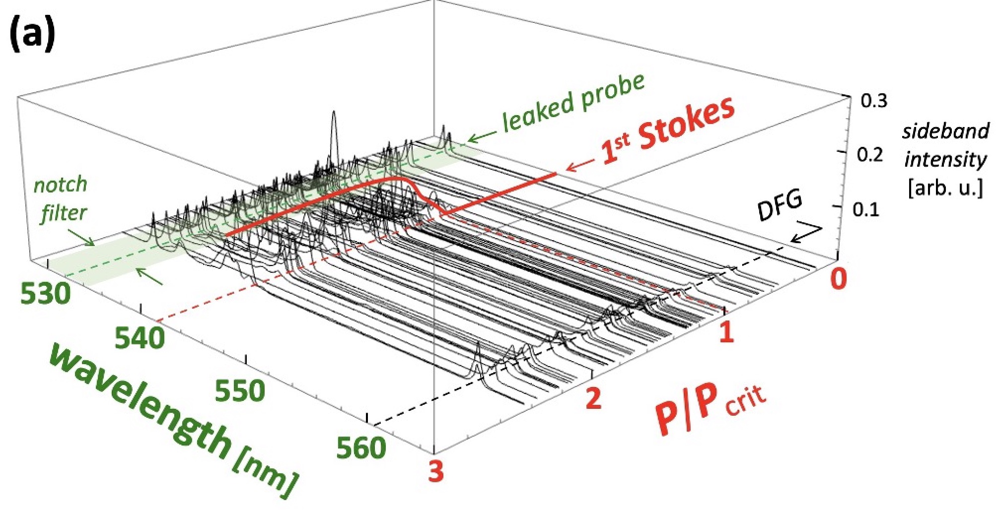 (a)
leaked probe
1st Stokes
0.3
sideband
intensity
[arb. u.]
0.2
0.1
DFG
notch
filter
530
540
550
560
wavelength [nm]
0
1
2
3
P/Pcrit